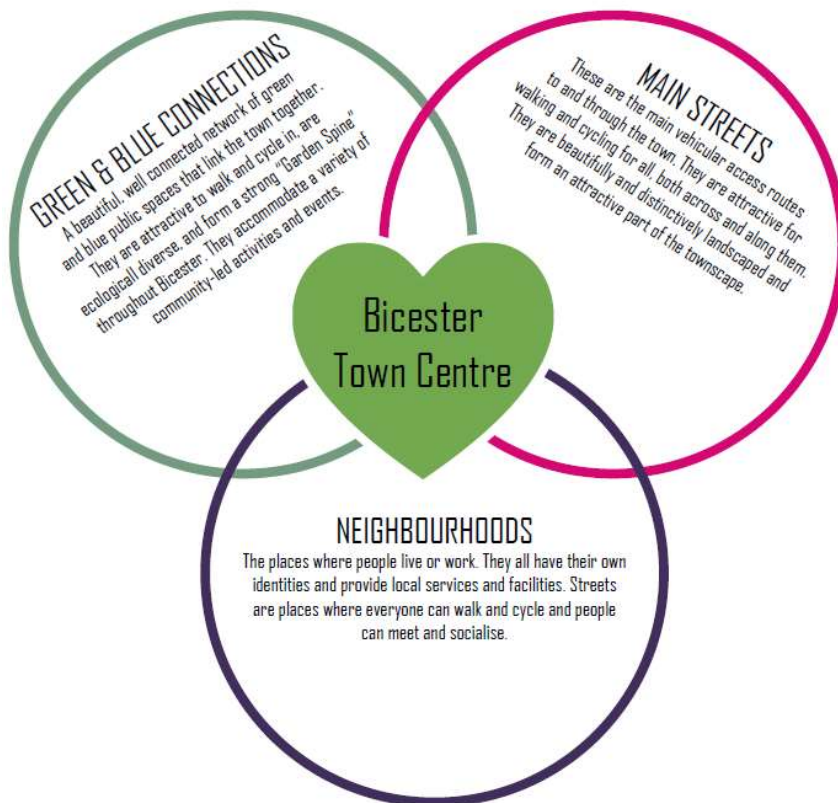 GREEN & BLUE CONNECTIONS
A beautiful, well connected network of green
and blue public spaces that link the town together.
They are attractive to walk and cycle in, are
ecologicall diverse, and form a strong "Garden Spine"
throughout Bicester. They accommodate a variety of
community-led activities and events.
MAIN STREETS
These are the main vehicular access routes
to and through the town. They are attractive for
walking and cycling for all, both across and along them.
They are beautifully and distinctively landscaped and
form an attractive part of the townscape.
Bicester
Town Centre
NEIGHBOURHOODS
The places where people live or work. They all have their own
identities and provide local services and facilities. Streets
are places where everyone can walk and cycle and people
can meet and socialise.